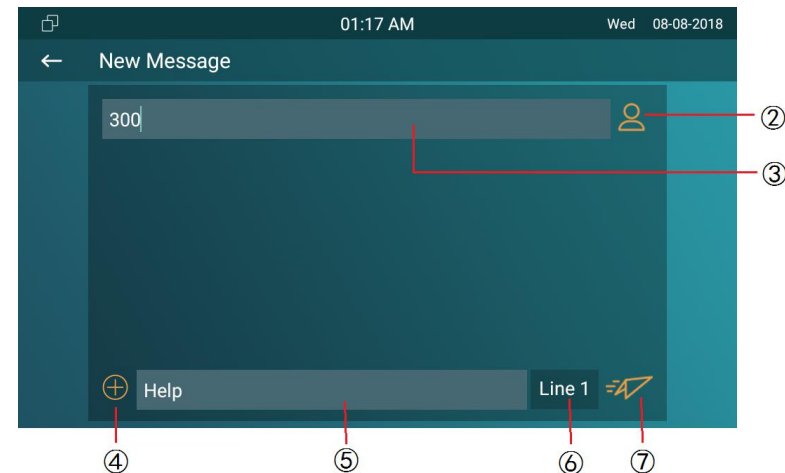 01:17 AM Wed 08-08-2018
New Message
300
②
③
Help Line 1
④ ⑤ ⑥ ⑦